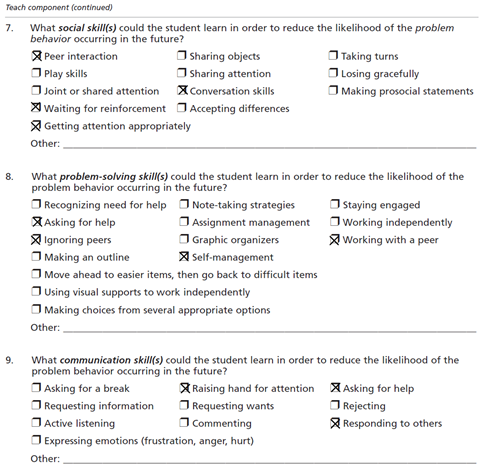 Teach component (continued)
7. What social skill(s) could the student learn in order to reduce the likelihood of the problem
behavior occurring in the future?
☒ Peer interaction ☐ Sharing objects ☐ Taking turns
☐ Play skills ☐ Sharing attention ☐ Losing gracefully
☐ Joint or shared attention ☒ Conversation skills ☐ Making prosocial statements
☒ Waiting for reinforcement ☐ Accepting differences
☒ Getting attention appropriately
Other: ____
8. What problem-solving skill(s) could the student learn in order to reduce the likelihood of the
problem behavior occurring in the future?
☐ Recognizing need for help ☐ Note-taking strategies ☐ Staying engaged
☒ Asking for help ☐ Assignment management ☐ Working independently
☒ Ignoring peers ☐ Graphic organizers ☒ Working with a peer
☐ Making an outline ☒ Self-management
☐ Move ahead to easier items, then go back to difficult items
☐ Using visual supports to work independently
☐ Making choices from several appropriate options
Other: ____
9. What communication skill(s) could the student learn in order to reduce the likelihood of the
problem behavior occurring in the future?
☐ Asking for a break ☒ Raising hand for attention ☒ Asking for help
☐ Requesting information ☐ Requesting wants ☐ Rejecting
☐ Active listening ☐ Commenting ☒ Responding to others
☐ Expressing emotions (frustration, anger, hurt)
Other: ____